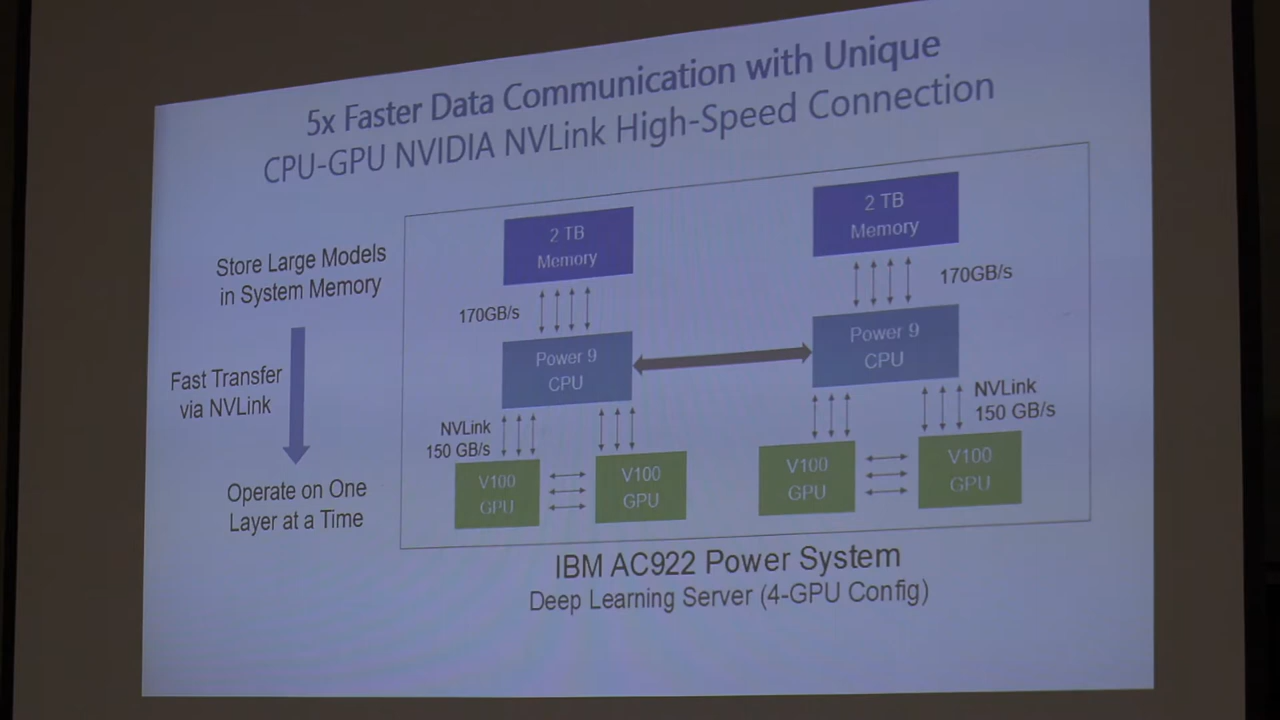 5x Faster Data Communication with Unique
CPU-GPU NVIDIA NVLink High-Speed Connection
Store Large Models
in System Memory
Fast Transfer
via NVLink
Operate on One
Layer at a Time
2 TB
Memory
170GB/s
Power 9
CPU
NVLink
150 GB/s
V100
GPU
V100
GPU
2 TB
Memory
170GB/s
Power 9
CPU
NVLink
150 GB/s
V100
GPU
V100
GPU
IBM AC922 Power System
Deep Learning Server (4-GPU Config)